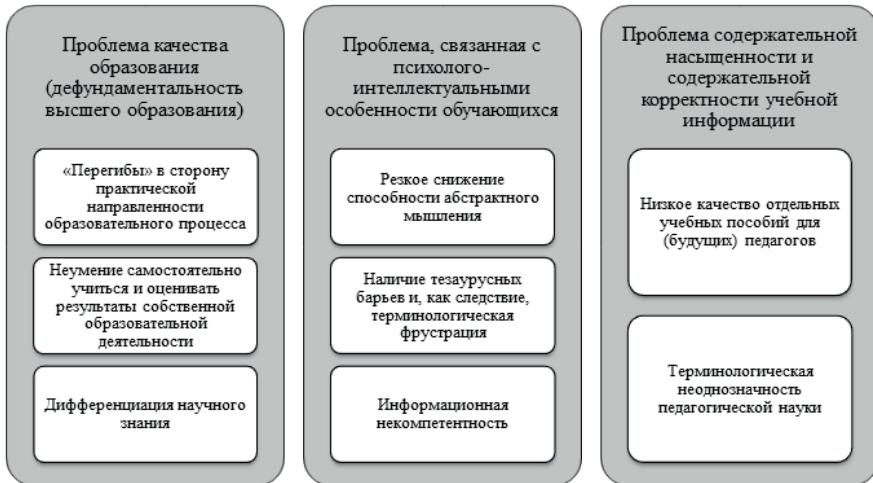 Проблема качества
образования
(дефундаментальность
высшего образования)
«Перегибы» в сторону
практической
направленности
образовательного процесса
Неумение самостоятельно
учиться и оценивать
результаты собственной
образовательной
деятельности
Дифференциация научного
знания
Проблема, связанная с
психолого-
интеллектуальными
особенности обучающихся
Резкое снижение
способности абстрактного
мышления
Наличие тезаурусных
барьев и, как следствие,
терминологическая
фрустрация
Информационная
некомпетентность
Проблема содержательной
насыщенности и
содержательной
корректности учебной
информации
Низкое качество отдельных
учебных пособий для
(будущих) педагогов
Терминологическая
неоднозначность
педагогической науки